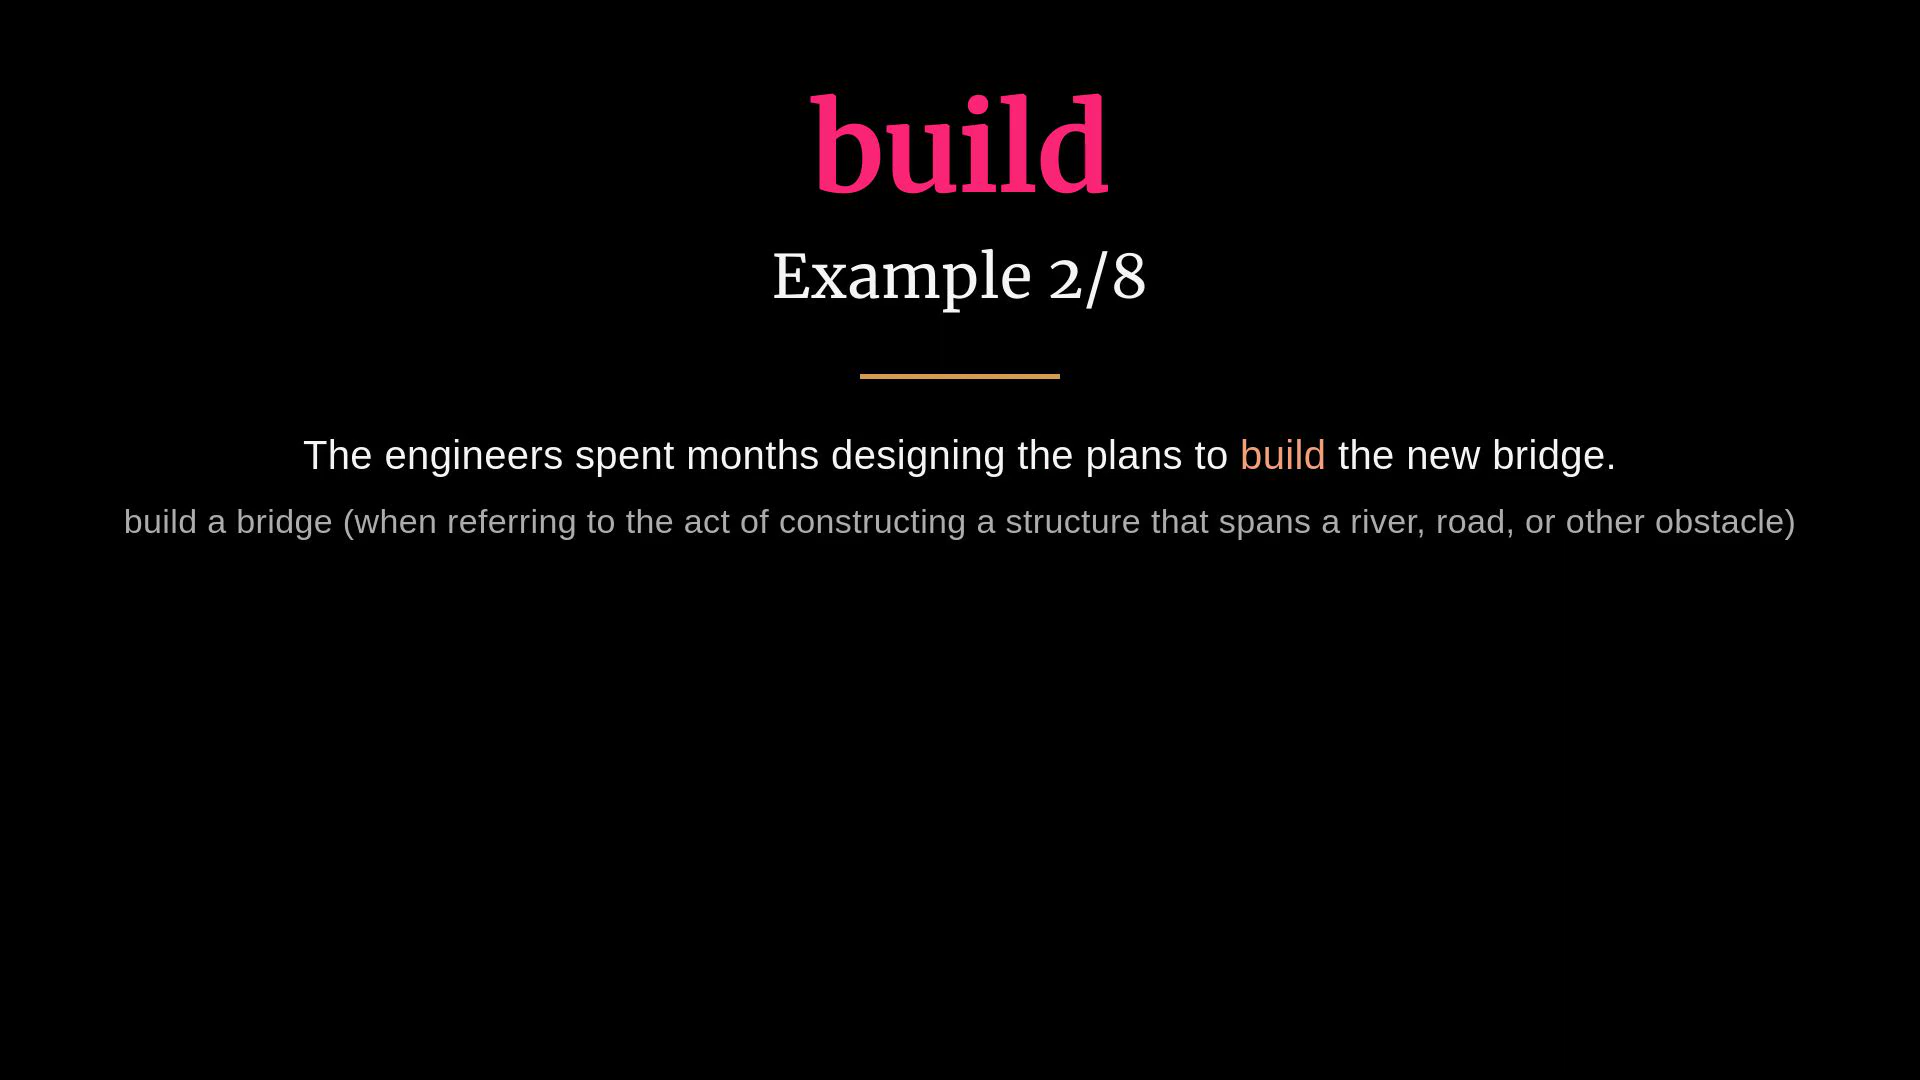 build
Example 2/8
The engineers spent months designing the plans to build the new bridge.
build a bridge (when referring to the act of constructing a structure that spans a river, road, or other obstacle)